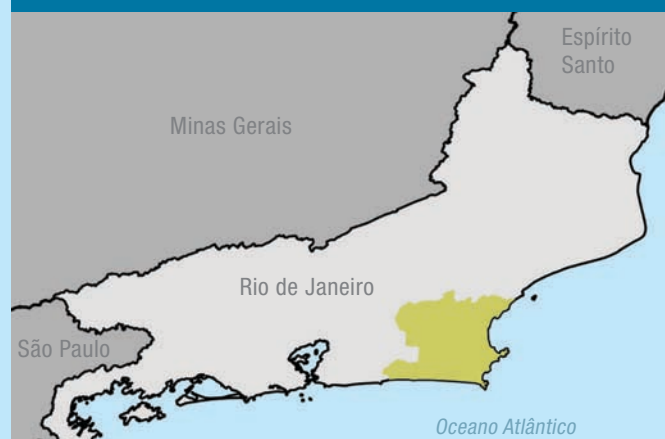 Espírito
Santo
Minas Gerais
Rio de Janeiro
São Paulo
Oceano Atlântico